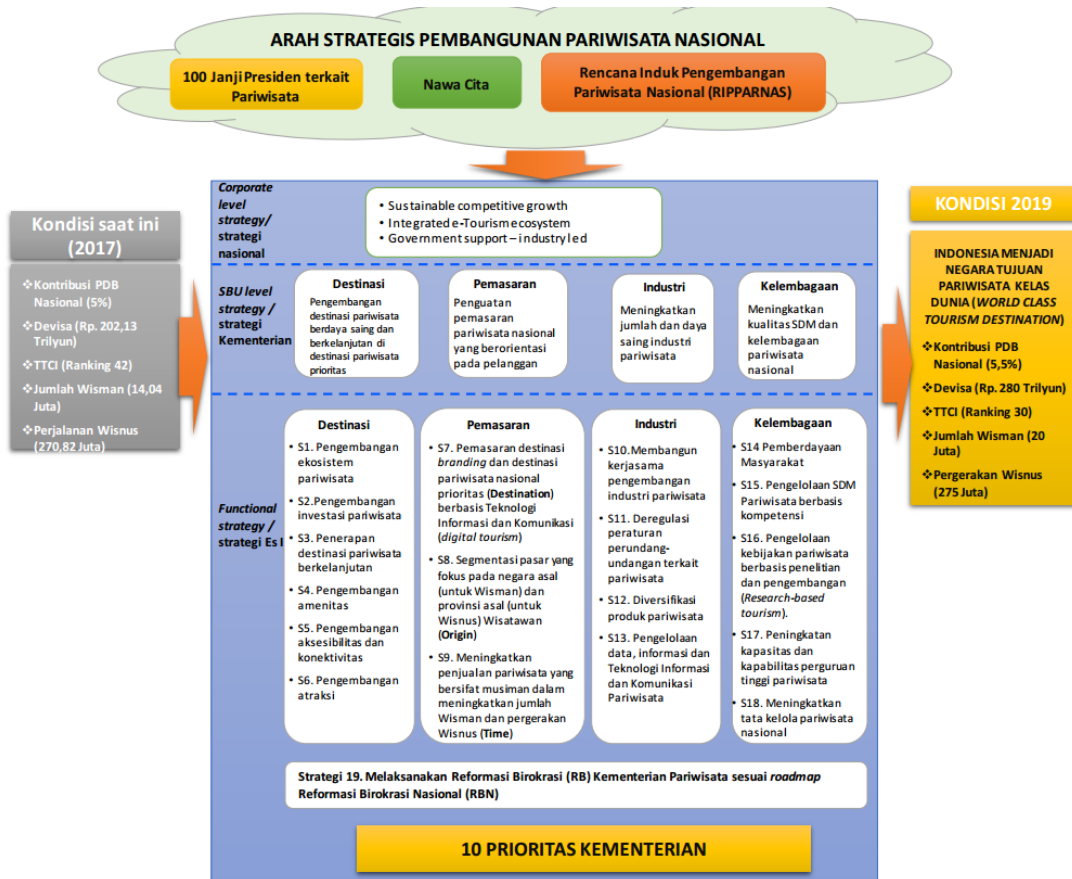 ARAH STRATEGIS PEMBANGUNAN PARIWISATA NASIONAL
100 Janji Presiden terkait
Pariwisata
Nawa Cita
Rencana Induk Pengembangan
Pariwisata Nasional (RIPPARNAS)
Kondisi saat ini
(2017)
❖Kontribusi PDB
Nasional (5%)
❖Devisa (Rp. 202,13
Trilyun)
❖TTCI (Ranking 42)
❖Jumlah Wisman (14,04
Juta)
❖Perjalanan Wisnus
(270,82 Juta)
Corporate
level
strategy/
strategi
nasional
• Sustainable competitive growth
• Integrated e-Tourism ecosystem
• Government support – industry led
SBU level
strategy /
strategi
Kementerian
Destinasi
Pengembangan
destinasi pariwisata
berdaya saing dan
berkelanjutan di
destinasi pariwisata
prioritas
Pemasaran
Penguatan
pemasaran
pariwisata nasional
yang berorientasi
pada pelanggan
Industri
Meningkatkan
jumlah dan daya
saing industri
pariwisata
Kelembagaan
Meningkatkan
kualitas SDM dan
kelembagaan
pariwisata
nasional
Functional
strategy /
strategi Es I
Destinasi
• S1. Pengembangan
ekosistem
pariwisata
• S2.Pengembangan
investasi pariwisata
• S3. Penerapan
destinasi pariwisata
berkelanjutan
• S4. Pengembangan
amenitas
• S5. Pengembangan
aksesibilitas dan
konektivitas
• S6. Pengembangan
atraksi
Pemasaran
• S7. Pemasaran destinasi
branding dan destinasi
pariwisata nasional
prioritas (Destination)
berbasis Teknologi
Informasi dan Komunikasi
(digital tourism)
• S8. Segmentasi pasar yang
fokus pada negara asal
(untuk Wisman) dan
provinsi asal (untuk
Wisnus) Wisatawan
(Origin)
• S9. Meningkatkan
penjualan pariwisata yang
bersifat musiman dalam
meningkatkan jumlah
Wisman dan pergerakan
Wisnus (Time)
Industri
• S10.Membangun
kerjasama
pengembangan
industri pariwisata
• S11. Deregulasi
peraturan
perundang-
undangan terkait
pariwisata
• S12. Diversifikasi
produk pariwisata
• S13. Pengelolaan
data, informasi dan
Teknologi Informasi
dan Komunikasi
Pariwisata
Kelembagaan
• S14 Pemberdayaan
Masyarakat
• S15. Pengelolaan SDM
Pariwisata berbasis
kompetensi
• S16. Pengelolaan
kebijakan pariwisata
berbasis penelitian
dan pengembangan
(Research-based
tourism).
• S17. Peningkatan
kapasitas dan
kapabilitas perguruan
tinggi pariwisata
• S18. Meningkatkan
tata kelola pariwisata
nasional
Strategi 19. Melaksanakan Reformasi Birokrasi (RB) Kementerian Pariwisata sesuai roadmap
Reformasi Birokrasi Nasional (RBN)
10 PRIORITAS KEMENTERIAN
KONDISI 2019
INDONESIA MENJADI
NEGARA TUJUAN
PARIWISATA KELAS
DUNIA (WORLD CLASS
TOURISM DESTINATION)
❖Kontribusi PDB
Nasional (5,5%)
❖Devisa (Rp. 280 Trilyun)
❖TTCI (Ranking 30)
❖Jumlah Wisman (20
Juta)
❖Pergerakan Wisnus
(275 Juta)